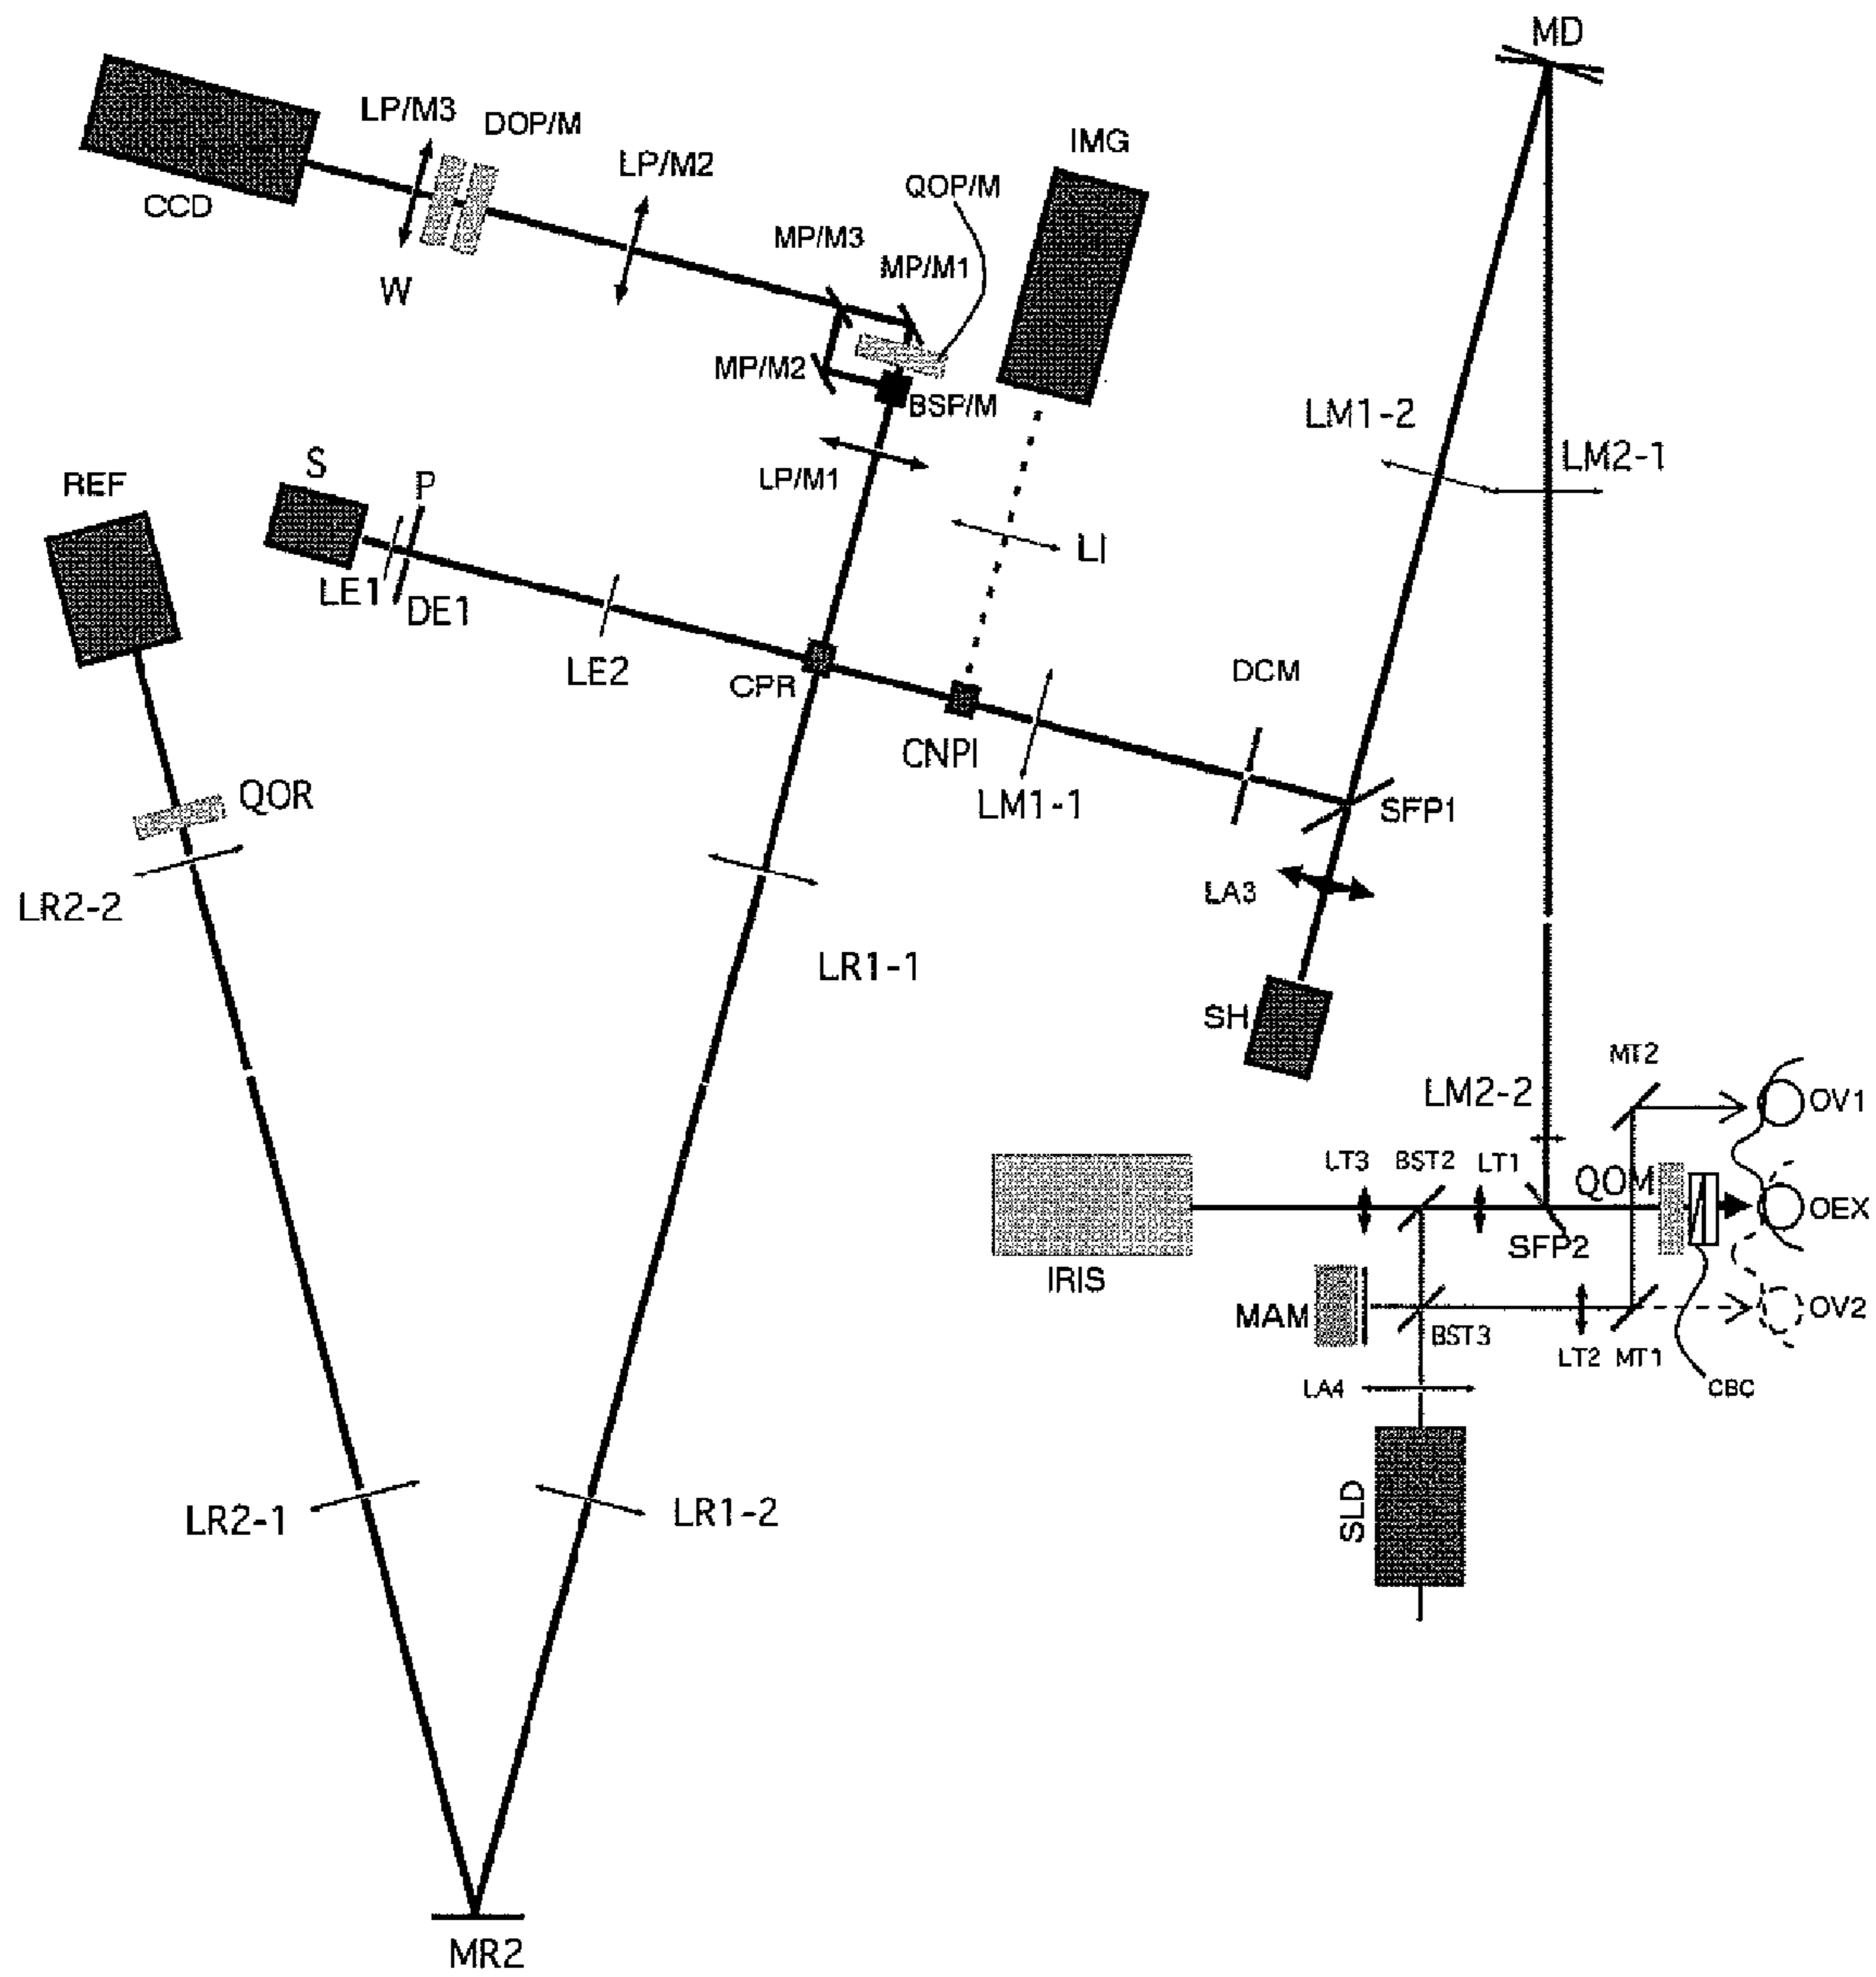 MD
LP/M3
DOP/M
IMG
LP/M2
QOP/M
CCD
MP/M3
MP/M1
W
MP/M2
BSP/M
LM1-2
LM2-1
S
P
REF
LP/M1
LI
LE1
DE1
LE2
CPR
DCM
CNPI
QOR
LM1-1
SFP1
LR2-2
LA3
LR1-1
SH
MT2
LM2-2
OV1
LT3
BST2
LT1
QOM
OEX
SFP2
IRIS
MAM
BST3
OV2
LT2
MT1
LA4
CBC
LR2-1
LR1-2
SLD
MR2